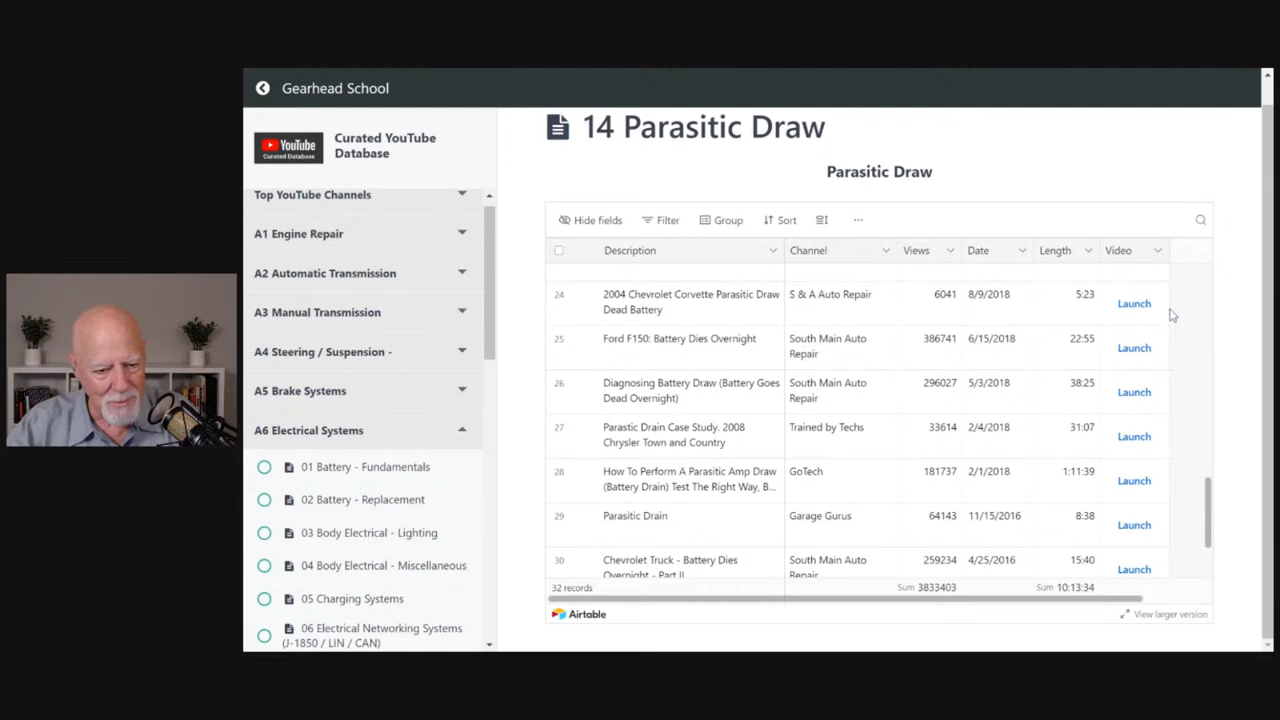 Gearhead School
YouTube
Curated Database
Curated YouTube
Database
Top YouTube Channels
A1 Engine Repair
A2 Automatic Transmission
A3 Manual Transmission
A4 Steering / Suspension -
A5 Brake Systems
A6 Electrical Systems
01 Battery - Fundamentals
02 Battery - Replacement
03 Body Electrical - Lighting
04 Body Electrical - Miscellaneous
05 Charging Systems
06 Electrical Networking Systems
(J-1850 / LIN / CAN)
14 Parasitic Draw
Parasitic Draw
Hide fields Filter Group Sort ...
Description Channel Views Date Length Video
24 2004 Chevrolet Corvette Parasitic Draw S & A Auto Repair 6041 8/9/2018 5:23 Launch
Dead Battery
25 Ford F150: Battery Dies Overnight South Main Auto 386741 6/15/2018 22:55 Launch
Repair
26 Diagnosing Battery Draw (Battery Goes South Main Auto 296027 5/3/2018 38:25 Launch
Dead Overnight) Repair
27 Parastic Drain Case Study. 2008 Trained by Techs 33614 2/4/2018 31:07 Launch
Chrysler Town and Country
28 How To Perform A Parasitic Amp Draw GoTech 181737 2/1/2018 1:11:39 Launch
(Battery Drain) Test The Right Way, B...
29 Parasitic Drain Garage Gurus 64143 11/15/2016 8:38 Launch
30 Chevrolet Truck - Battery Dies South Main Auto 259234 4/25/2016 15:40 Launch
Overnight - Part II Repair
32 records Sum 3833403 Sum 10:13:34
Airtable View larger version